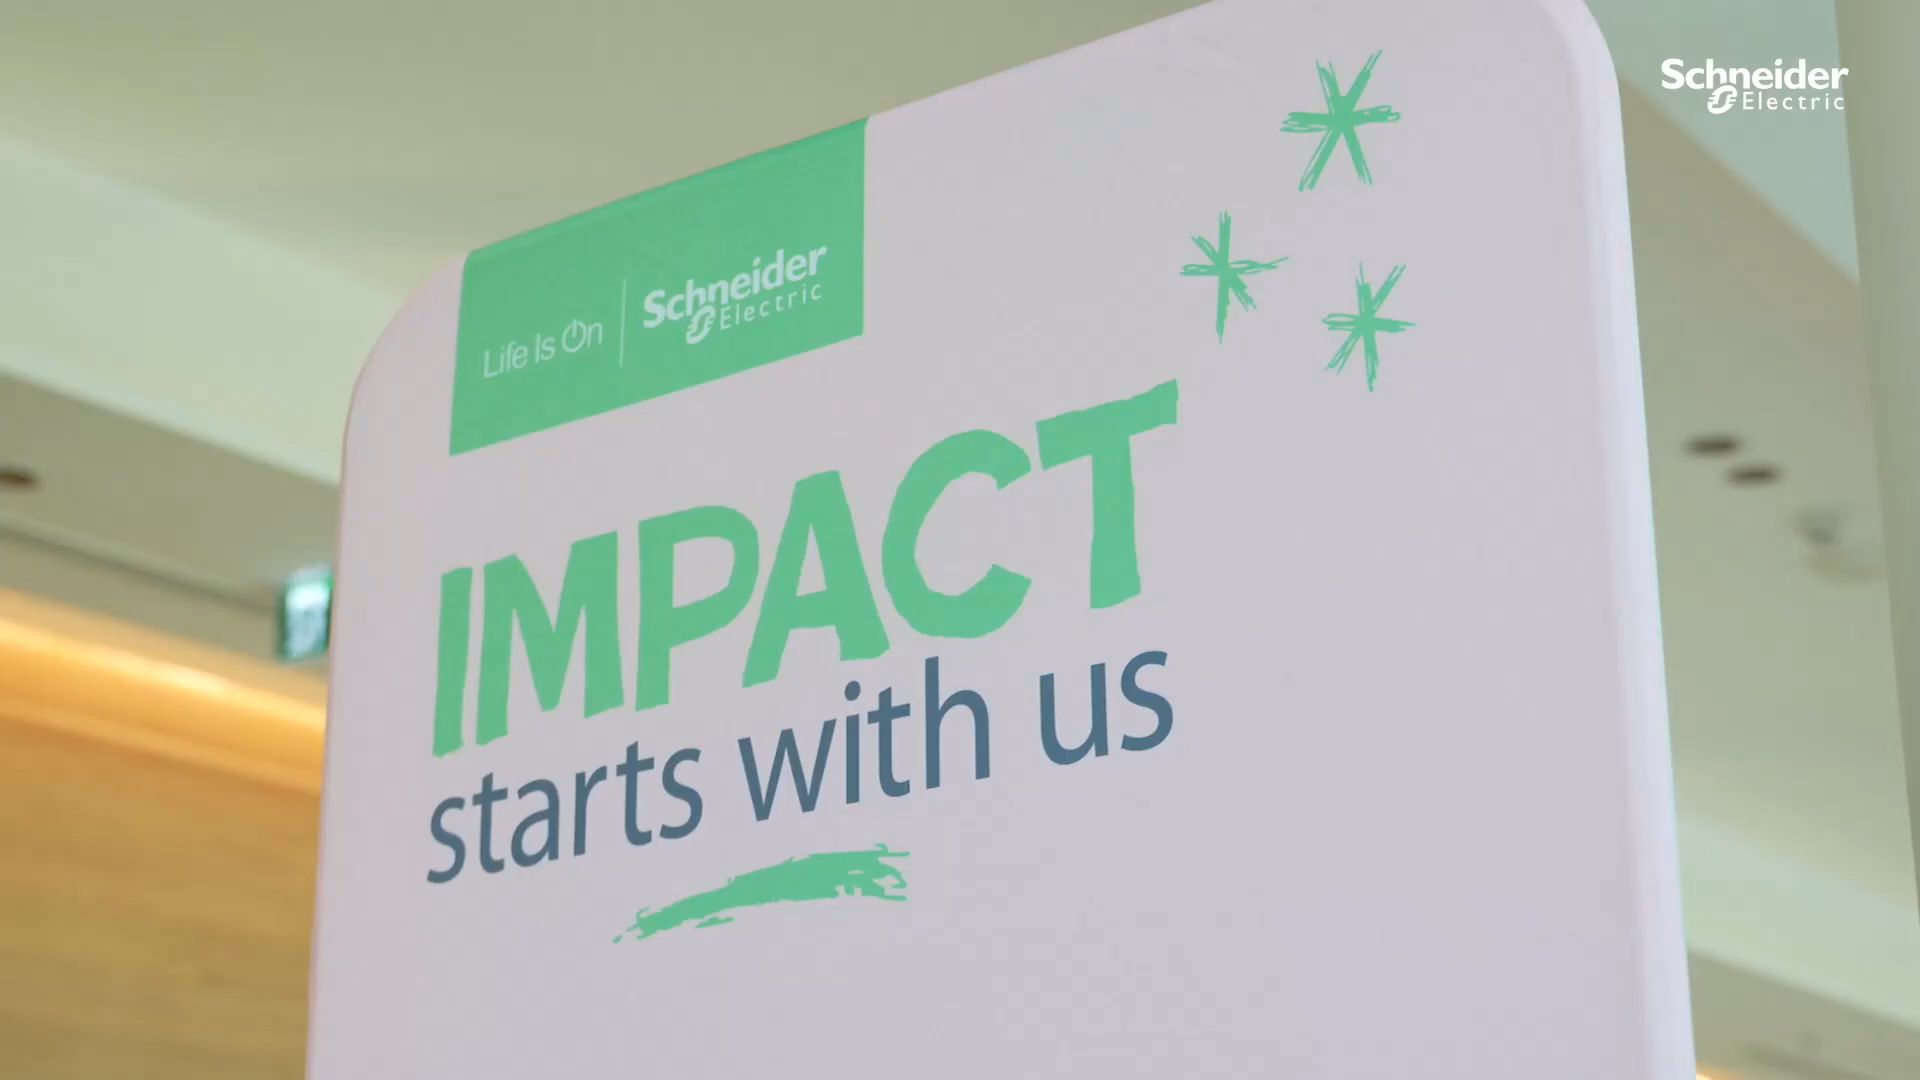 Schneider
Electric
Life Is On
Schneider
Electric
IMPACT
starts with us